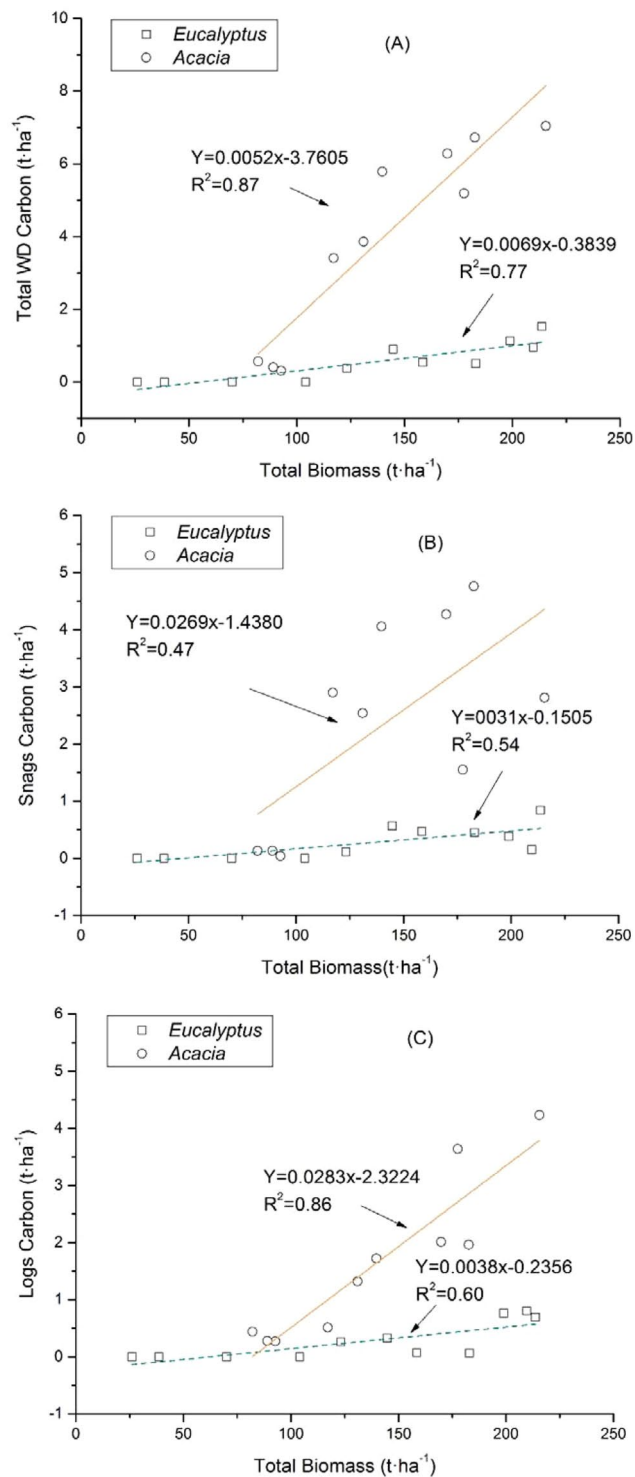 Eucalyptus
Acacia
(A)
Y=0.0052x-3.7605
R²=0.87
Y=0.0069x-0.3839
R²=0.77
Total WD Carbon (t·ha⁻¹)
10
8
6
4
2
0
0 50 100 150 200 250
Total Biomass (t·ha⁻¹)
Eucalyptus
Acacia
(B)
Y=0.0269x-1.4380
R²=0.47
Y=0031x-0.1505
R²=0.54
Snags Carbon (t·ha⁻¹)
6
5
4
3
2
1
0
-1
0 50 100 150 200 250
Total Biomass(t·ha⁻¹)
Eucalyptus
Acacia
(C)
Y=0.0283x-2.3224
R²=0.86
Y=0.0038x-0.2356
R²=0.60
Logs Carbon (t·ha⁻¹)
6
5
4
3
2
1
0
-1
0 50 100 150 200 250
Total Biomass (t·ha⁻¹)